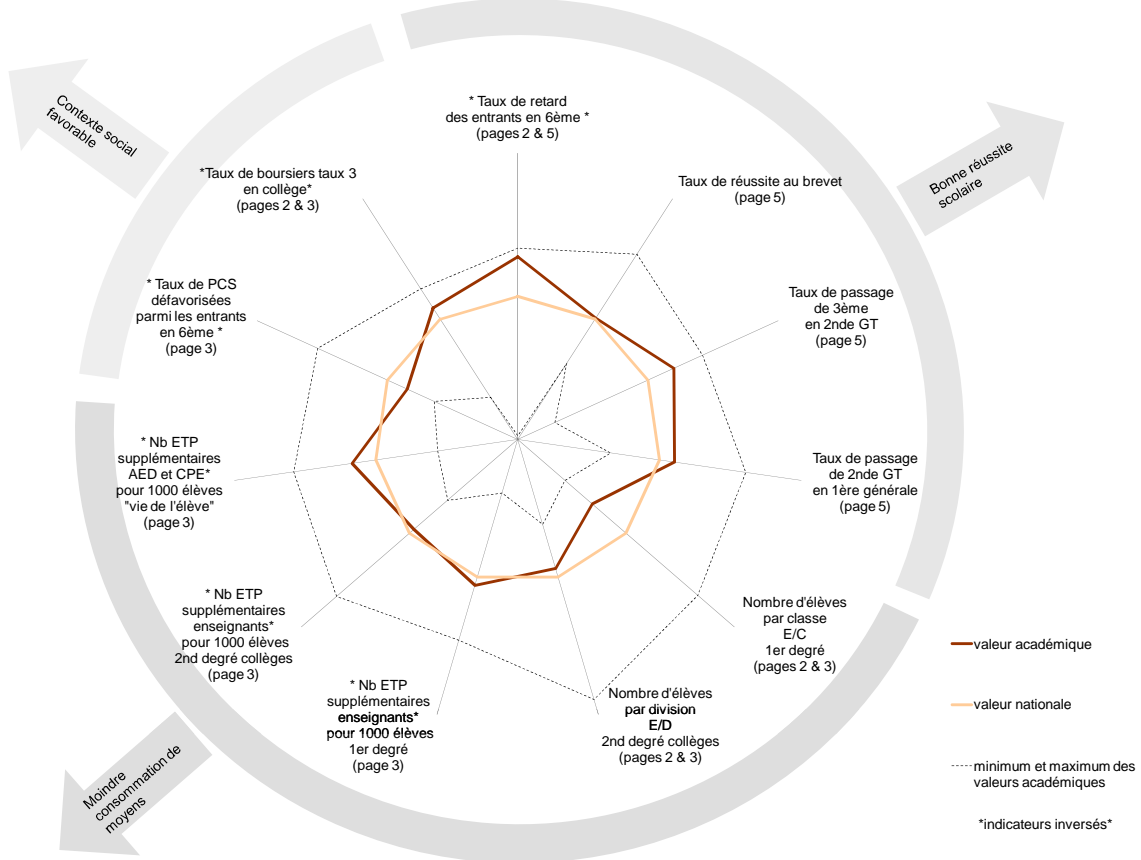 * Taux de retard
des entrants en 6ème *
(pages 2 & 5)
Contexte social
favorable
Bonne réussite
scolaire
*Taux de boursiers taux 3
en collège*
(pages 2 & 3)
Taux de réussite au brevet
(page 5)
* Taux de PCS
défavorisées
parmi les entrants
en 6ème *
(page 3)
Taux de passage
de 3ème
en 2nde GT
(page 5)
* Nb ETP
supplémentaires
AED et CPE*
pour 1000 élèves
"vie de l'élève"
(page 3)
Taux de passage
de 2nde GT
en 1ère générale
(page 5)
* Nb ETP
supplémentaires
enseignants*
pour 1000 élèves
2nd degré collèges
(page 3)
Nombre d'élèves
par classe
E/C
1er degré
(pages 2 & 3)
* Nb ETP
supplémentaires
enseignants*
pour 1000 élèves
1er degré
(page 3)
Nombre d'élèves
par division
E/D
2nd degré collèges
(pages 2 & 3)
Moindre
consommation de
moyens
valeur académique
valeur nationale
minimum et maximum des
valeurs académiques
*indicateurs inversés*